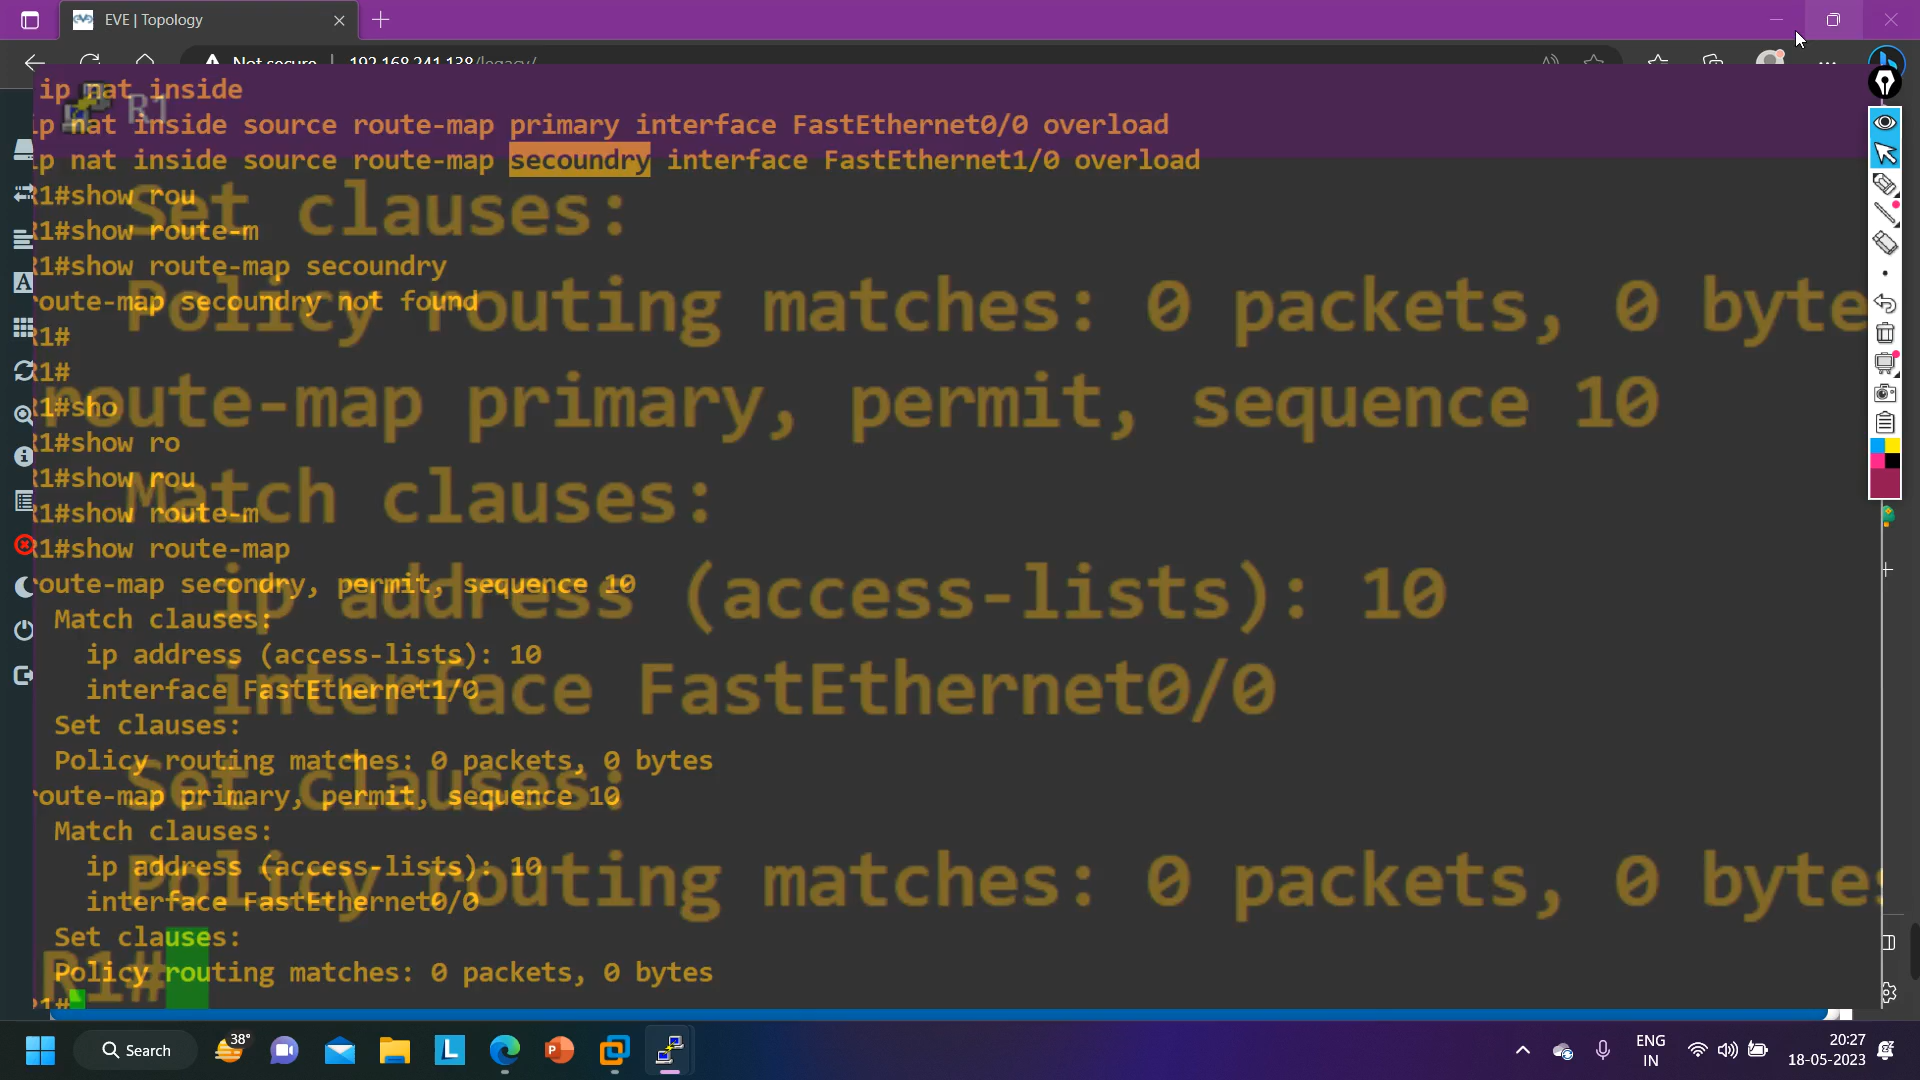 EVE | Topology
Not secure | 192.168.241.138/legacy/
R1
ip nat inside
ip nat inside source route-map primary interface FastEthernet0/0 overload
ip nat inside source route-map secoundry interface FastEthernet1/0 overload
R1#show rou
R1#show route-m
R1#show route-map secoundry
route-map secoundry not found
R1#
R1#
R1#sho
R1#show ro
R1#show rou
R1#show route-m
R1#show route-map
route-map secondry, permit, sequence 10
Match clauses:
ip address (access-lists): 10
interface FastEthernet1/0
Set clauses:
Policy routing matches: 0 packets, 0 bytes
route-map primary, permit, sequence 10
Match clauses:
ip address (access-lists): 10
interface FastEthernet0/0
Set clauses:
Policy routing matches: 0 packets, 0 bytes
R1#
Set clauses:
Policy routing matches: 0 packets, 0 byte
route-map primary, permit, sequence 10
Match clauses:
ip address (access-lists): 10
interface FastEthernet0/0
Set clauses:
Policy routing matches: 0 packets, 0 bytes
R1#
Search
38°
ENG
IN
20:27
18-05-2023